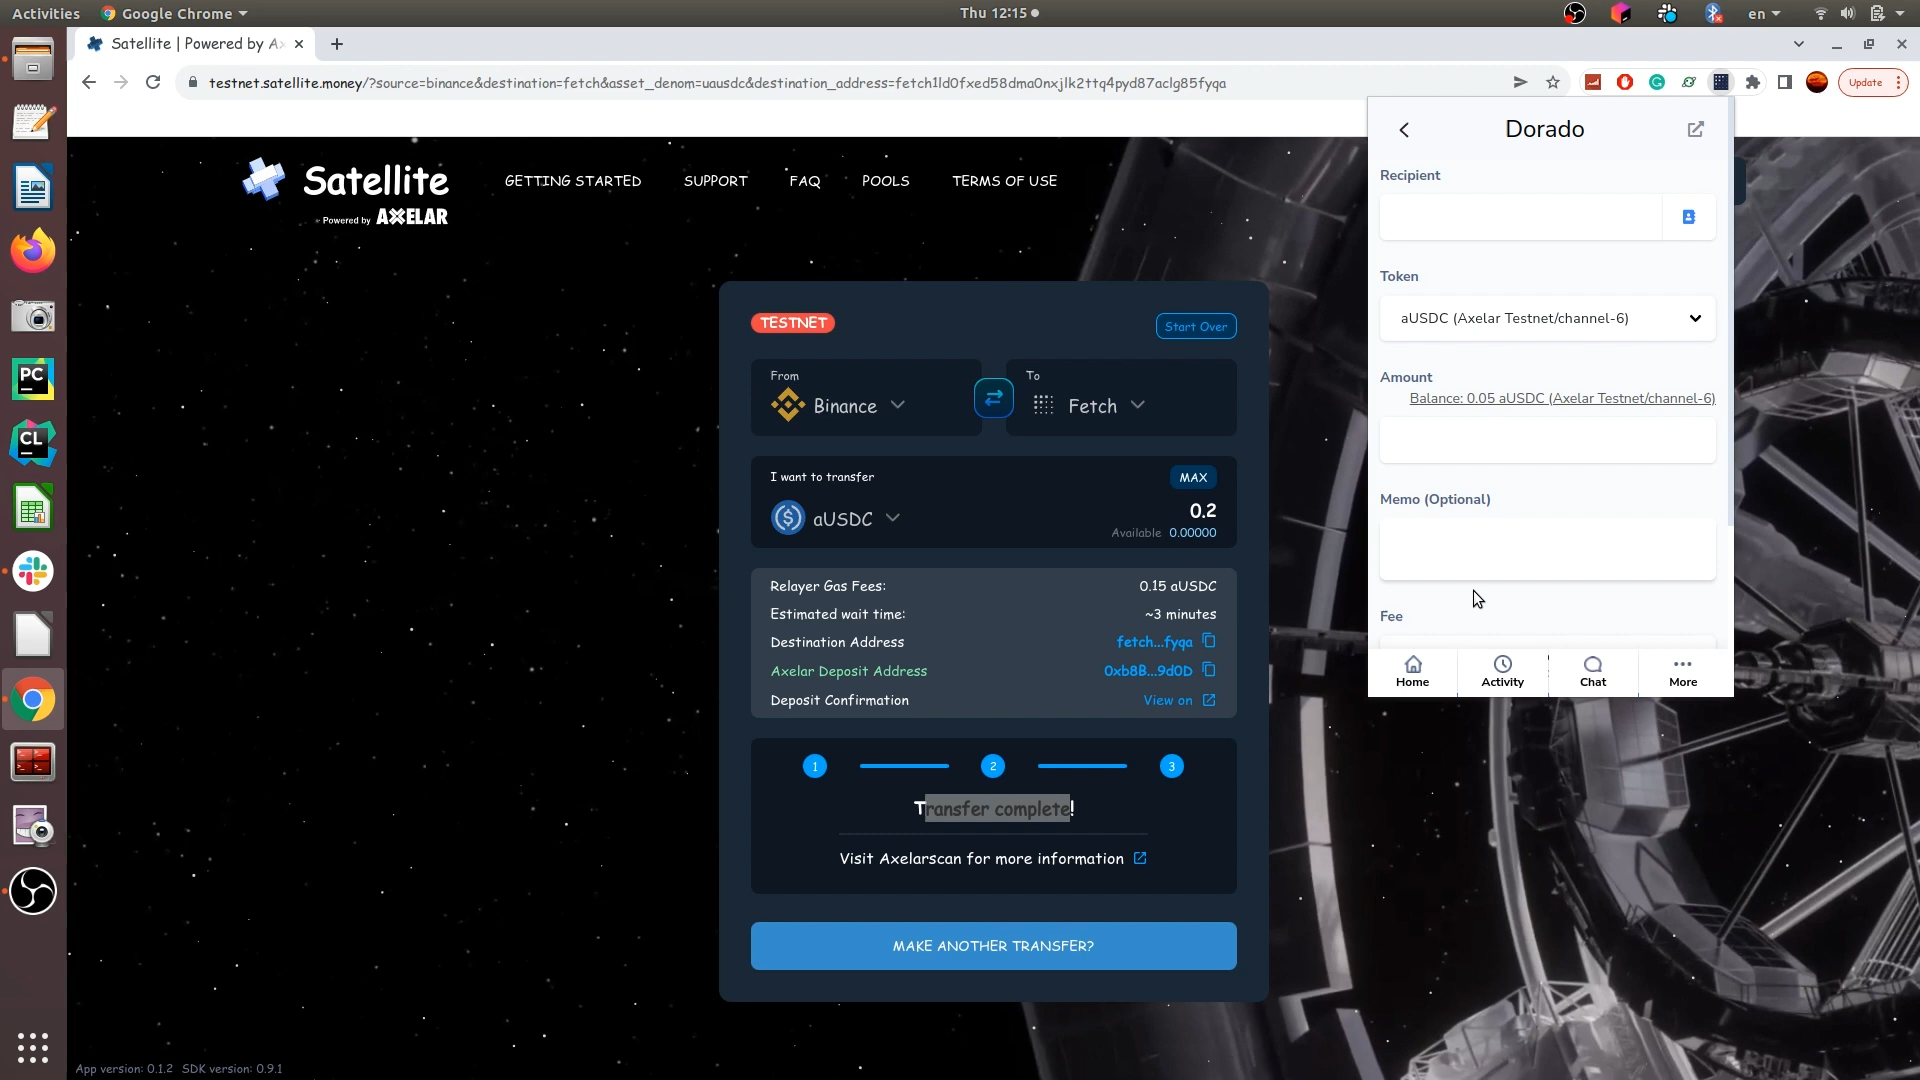 Activities
Google Chrome
Thu 12:15
en
Satellite | Powered by Ax
testnet.satellite.money/?source=binance&destination=fetch&asset_denom=uausdc&destination_address=fetch1ld0fxed58dma0nxjlk2ttq4pyd87aclg85fyqa
Update
Satellite
Powered by AXELAR
GETTING STARTED
SUPPORT
FAQ
POOLS
TERMS OF USE
TESTNET
Start Over
From
Binance
To
Fetch
I want to transfer
MAX
aUSDC
0.2
Available 0.00000
Relayer Gas Fees:
0.15 aUSDC
Estimated wait time:
~3 minutes
Destination Address
fetch...fyqa
Axelar Deposit Address
0xb8B...9d0D
Deposit Confirmation
View on
1
2
3
Transfer complete!
Visit Axelarscan for more information
MAKE ANOTHER TRANSFER?
App version: 0.1.2 SDK version: 0.9.1
Dorado
Recipient
Token
aUSDC (Axelar Testnet/channel-6)
Amount
Balance: 0.05 aUSDC (Axelar Testnet/channel-6)
Memo (Optional)
Fee
Home
Activity
Chat
More
PC
CL